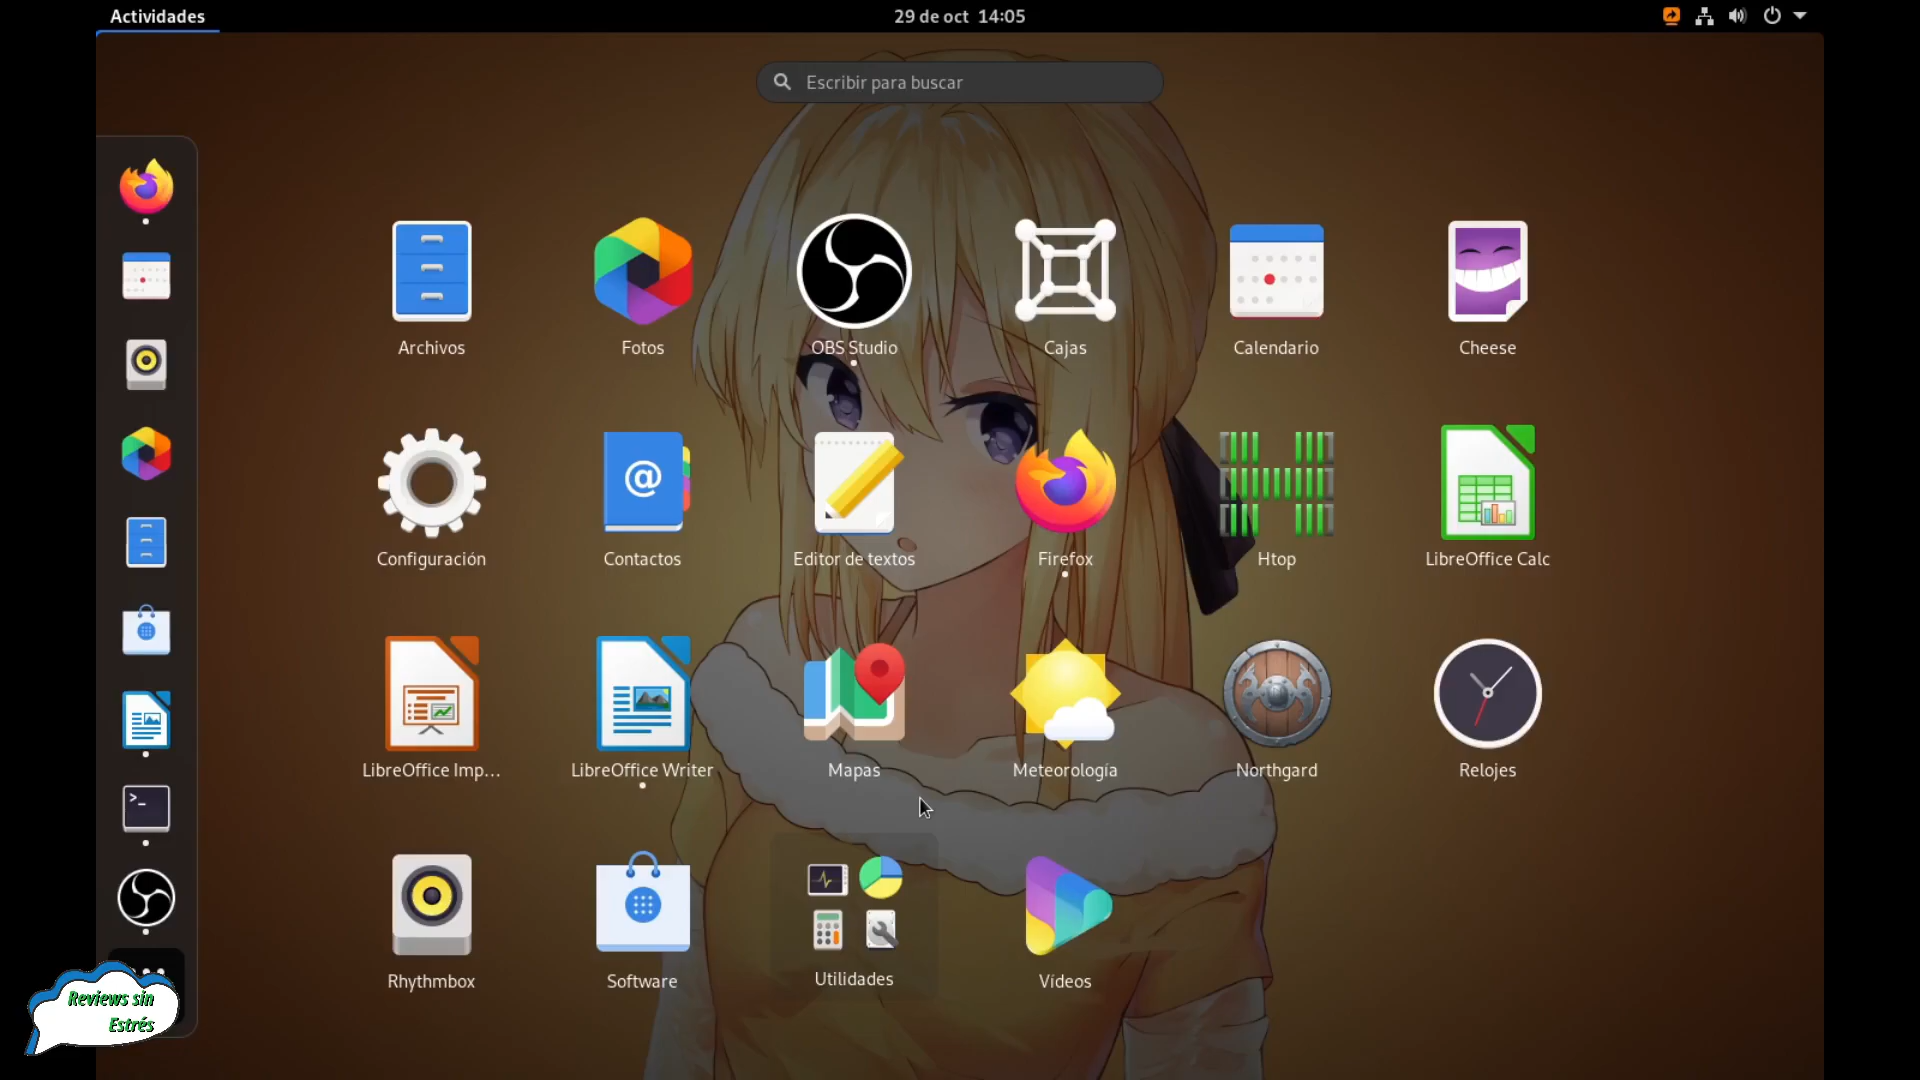 Actividades
29 de oct 14:05
Escribir para buscar
Archivos
Fotos
OBS Studio
Cajas
Calendario
Cheese
Configuración
Contactos
Editor de textos
Firefox
Htop
LibreOffice Calc
LibreOffice Imp...
LibreOffice Writer
Mapas
Meteorología
Northgard
Relojes
Rhythmbox
Software
Utilidades
Vídeos
Reviews sin
Estrés